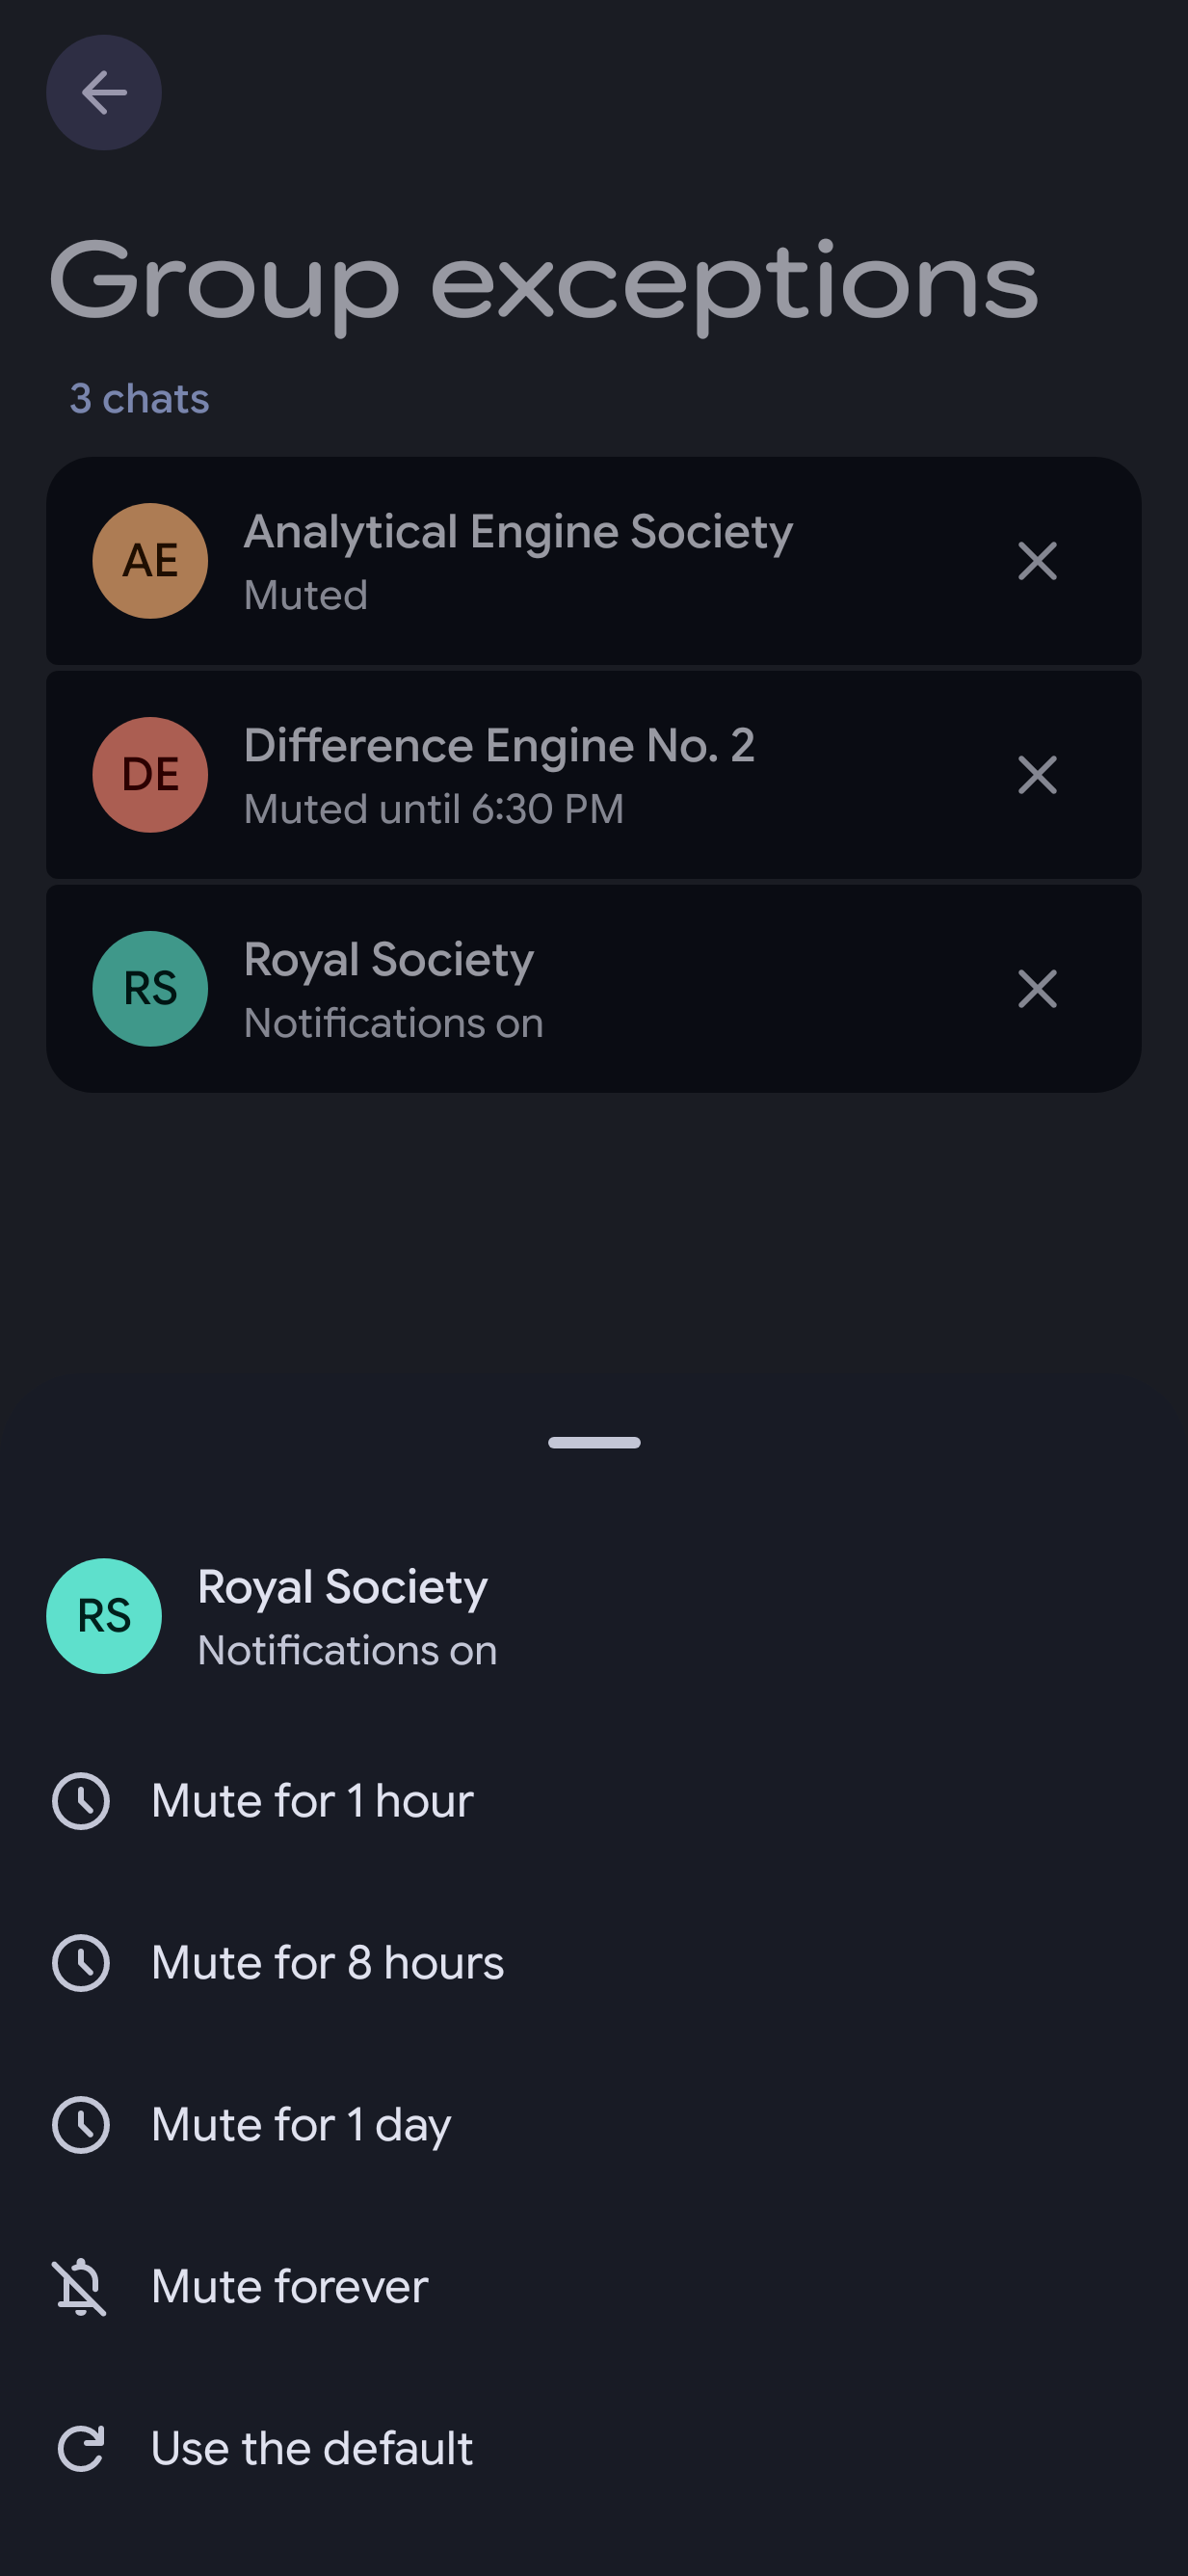 Group exceptions
3 chats
AE
Analytical Engine Society
Muted
DE
Difference Engine No. 2
Muted until 6:30 PM
RS
Royal Society
Notifications on
RS
Royal Society
Notifications on
Mute for 1 hour
Mute for 8 hours
Mute for 1 day
Mute forever
Use the default